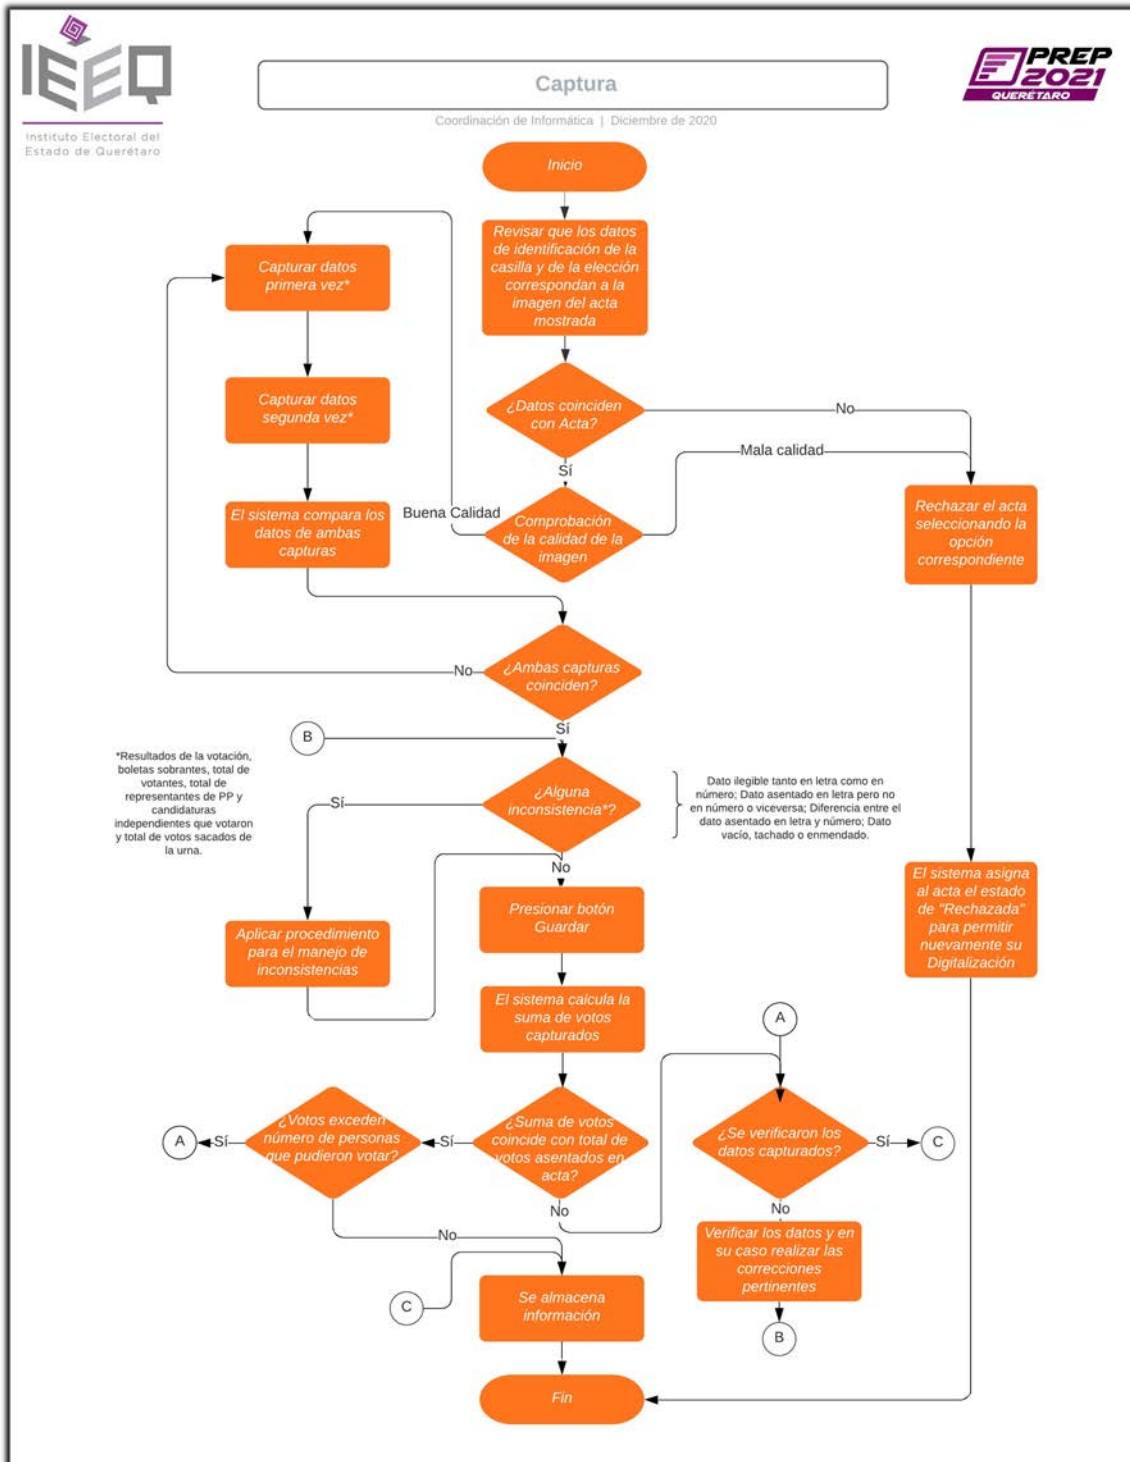 IEEQ
Instituto Electoral del
Estado de Querétaro
Captura
PREP
2021
QUERÉTARO
Coordinación de Informática | Diciembre de 2020
Inicio
Revisar que los datos
de identificación de la
casilla y de la elección
correspondan a la
imagen del acta
mostrada
Capturar datos
primera vez*
Capturar datos
segunda vez*
¿Datos coinciden
con Acta?
No
Sí
Mala calidad
Buena Calidad
El sistema compara los
datos de ambas
capturas
Comprobación
de la calidad de la
imagen
Rechazar el acta
seleccionando la
opción
correspondiente
¿Ambas capturas
coinciden?
No
Sí
B
*Resultados de la votación,
boletas sobrantes, total de
votantes, total de
representantes de PP y
candidaturas
independientes que votaron
y total de votos sacados de
la urna.
Sí
¿Alguna
inconsistencia*?
Dato ilegible tanto en letra como en
número; Dato asentado en letra pero no
en número o viceversa; Diferencia entre el
dato asentado en letra y número; Dato
vacío, tachado o enmendado.
No
Aplicar procedimiento
para el manejo de
inconsistencias
Presionar botón
Guardar
El sistema asigna
al acta el estado
de "Rechazada"
para permitir
nuevamente su
Digitalización
El sistema calcula la
suma de votos
capturados
A
A
Sí
¿Votos exceden
número de personas
que pudieron votar?
Sí
¿Suma de votos
coincide con total de
votos asentados en
acta?
¿Se verificaron los
datos capturados?
Sí
C
No
No
No
Verificar los datos y en
su caso realizar las
correcciones
pertinentes
C
Se almacena
información
B
Fin